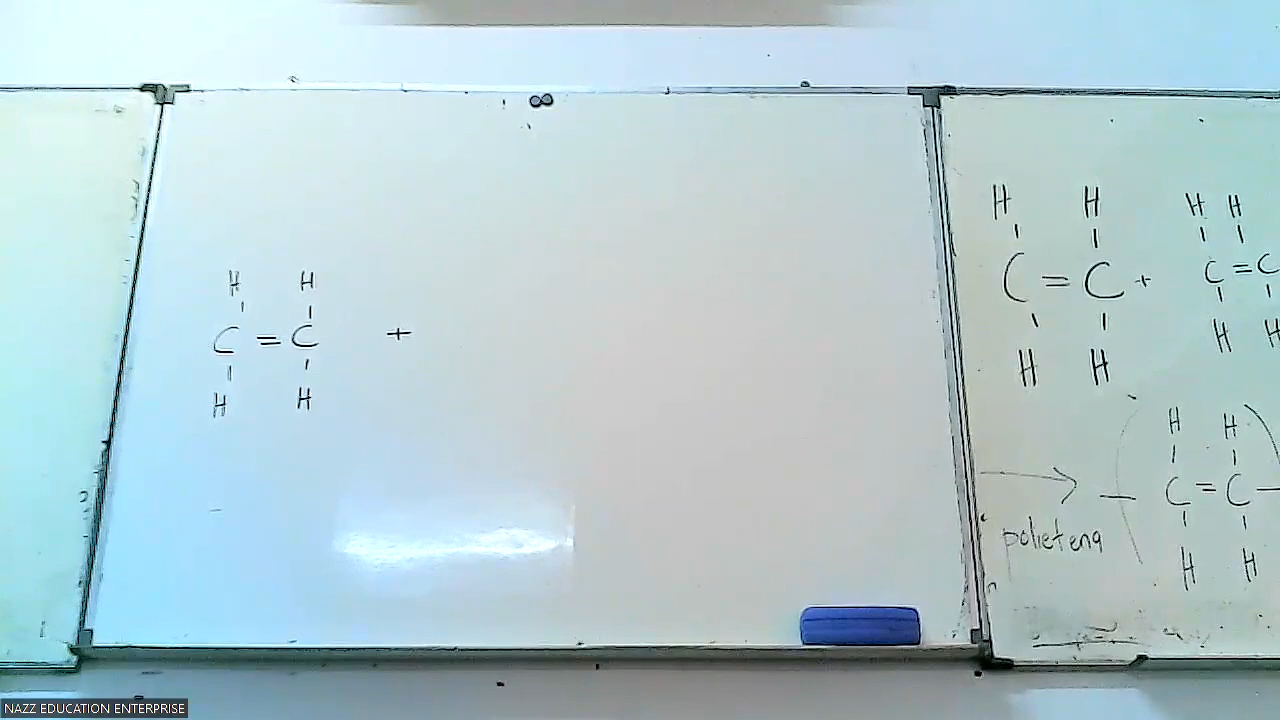 H H
C = C +
H H
H H H H
C = C + C = C
H H H H
H H
C = C
polietena
H H
NAZZ EDUCATION ENTERPRISE